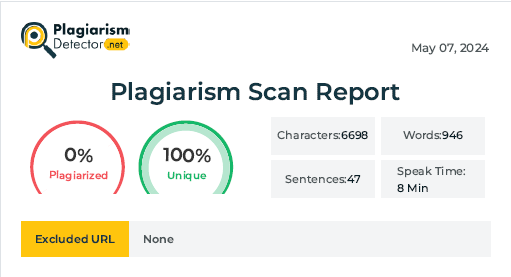 Plagiarism
Detector.net
May 07, 2024
Plagiarism Scan Report
0%
Plagiarized
100%
Unique
Characters:6698
Words:946
Sentences:47
Speak Time:
8 Min
Excluded URL
None